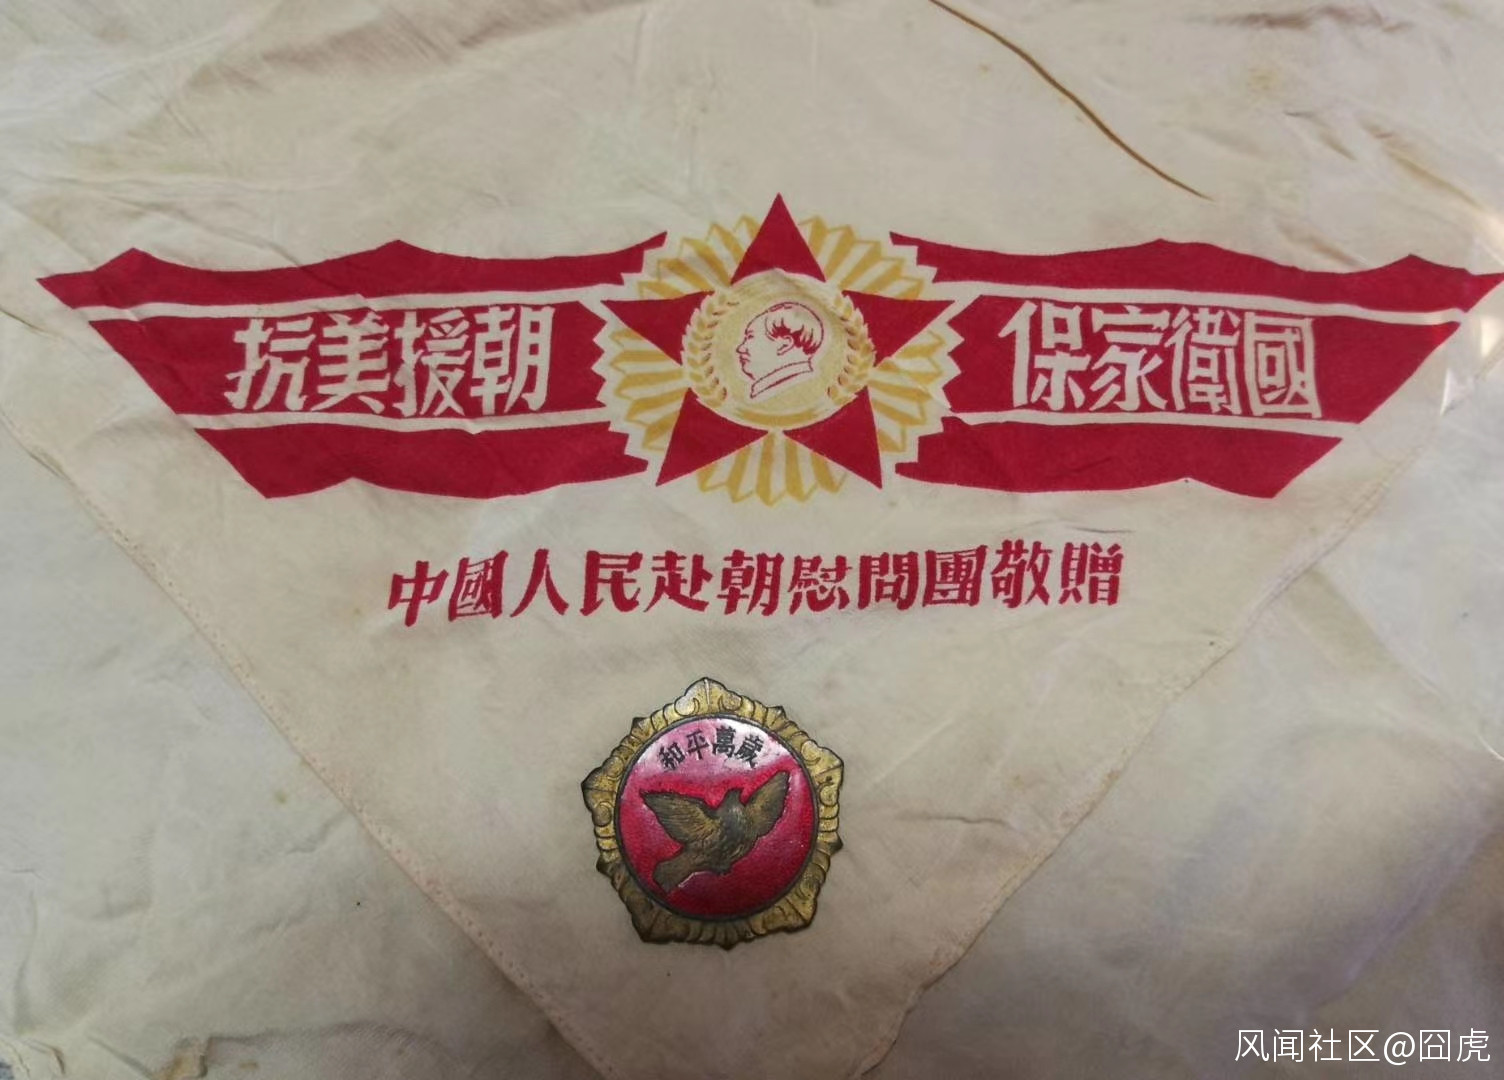 抗美援朝 保家衛國
中國人民赴朝慰問團敬贈
和平萬歲
风闻社区@囧虎